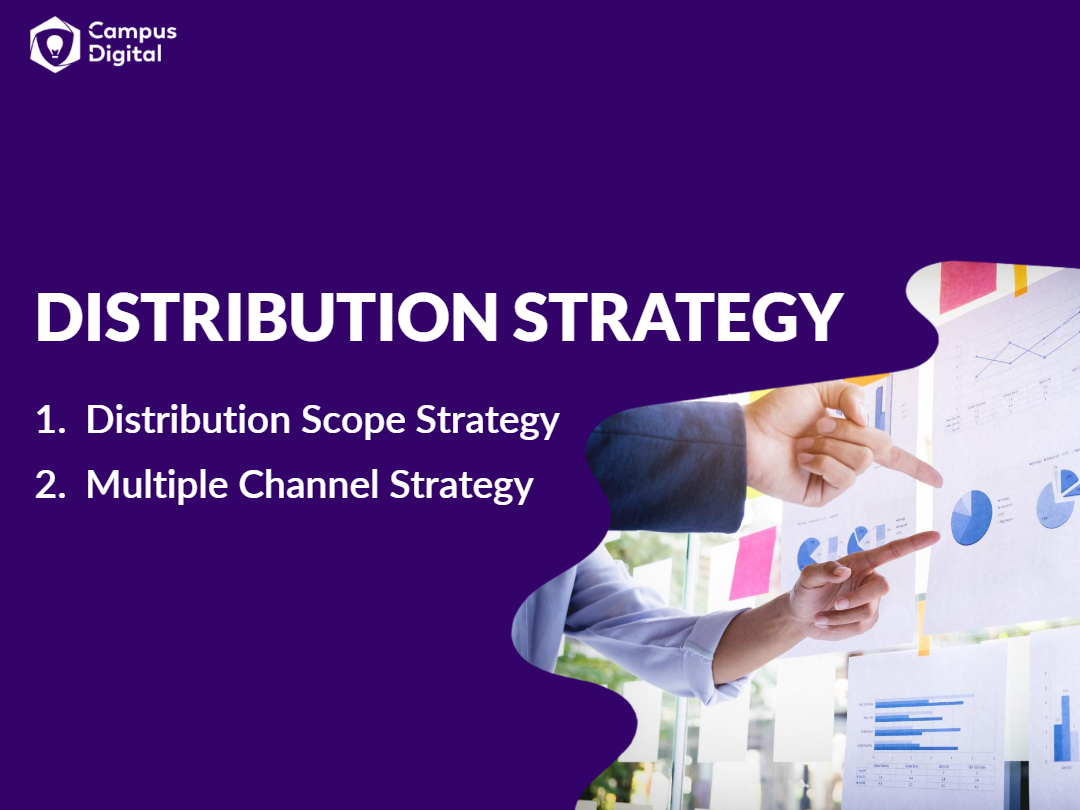 Campus
Digital
DISTRIBUTION STRATEGY
1. Distribution Scope Strategy
2. Multiple Channel Strategy